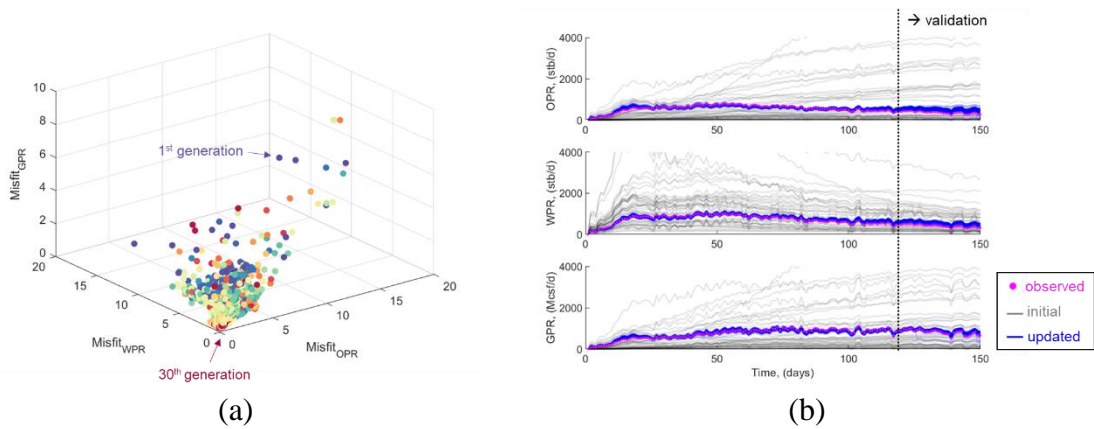 10
8
6
4
2
0
Misfit_GPR
20
15
10
5
0
Misfit_WPR
0
5
10
15
20
Misfit_OPR
1st generation
30th generation
(a)
→ validation
4000
2000
0
OPR, (stb/d)
0
50
100
150
4000
2000
0
WPR, (stb/d)
0
50
100
150
4000
2000
0
GPR, (Mcsf/d)
0
50
100
150
Time, (days)
observed
initial
updated
(b)